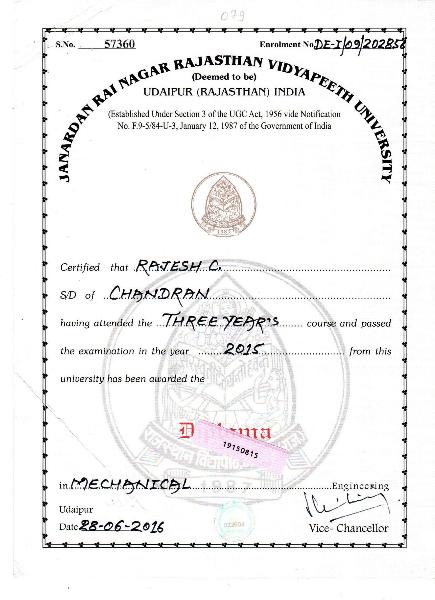 079
S.No. 57360 Enrolment No. DE-I/09/202858
JANARDAN RAI NAGAR RAJASTHAN VIDYAPEETH UNIVERSITY
(Deemed to be)
UDAIPUR (RAJASTHAN) INDIA
(Established Under Section 3 of the UGC Act, 1956 vide Notification
No. F.9-5/84-U-3, January 12, 1987 of the Government of India
1987
Certified that RAJESH C.
S/D of CHANDRAN
having attended the THREE YEAR'S course and passed
the examination in the year 2015 from this
university has been awarded the
Diploma
19150815
in MECHANICAL Engineering
Udaipur
Date 28-06-2016 Vice- Chancellor